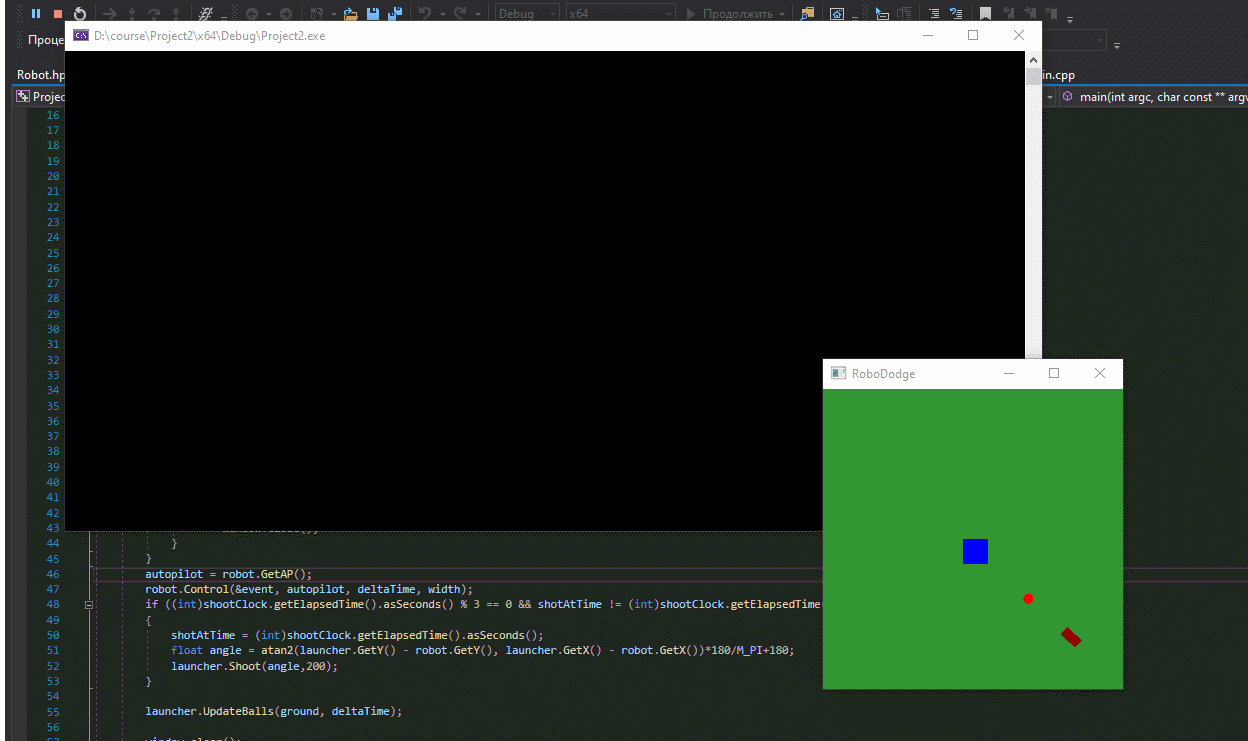 Debug
x64
Продолжить
Проце
D:\course\Project2\x64\Debug\Project2.exe
Robot.hp
in.cpp
Projec
main(int argc, char const ** argv
16
17
18
19
20
21
22
23
24
25
26
27
28
29
30
31
32
33
34
35
36
37
38
39
40
41
42
43
RoboDodge
44 }
45 }
46 autopilot = robot.GetAP();
47 robot.Control(&event, autopilot, deltaTime, width);
48 if ((int)shootClock.getElapsedTime().asSeconds() % 3 == 0 && shotAtTime != (int)shootClock.getElapsedTime
49 {
50 shotAtTime = (int)shootClock.getElapsedTime().asSeconds();
51 float angle = atan2(launcher.GetY() - robot.GetY(), launcher.GetX() - robot.GetX())*180/M_PI+180;
52 launcher.Shoot(angle,200);
53 }
54
55 launcher.UpdateBalls(ground, deltaTime);
56